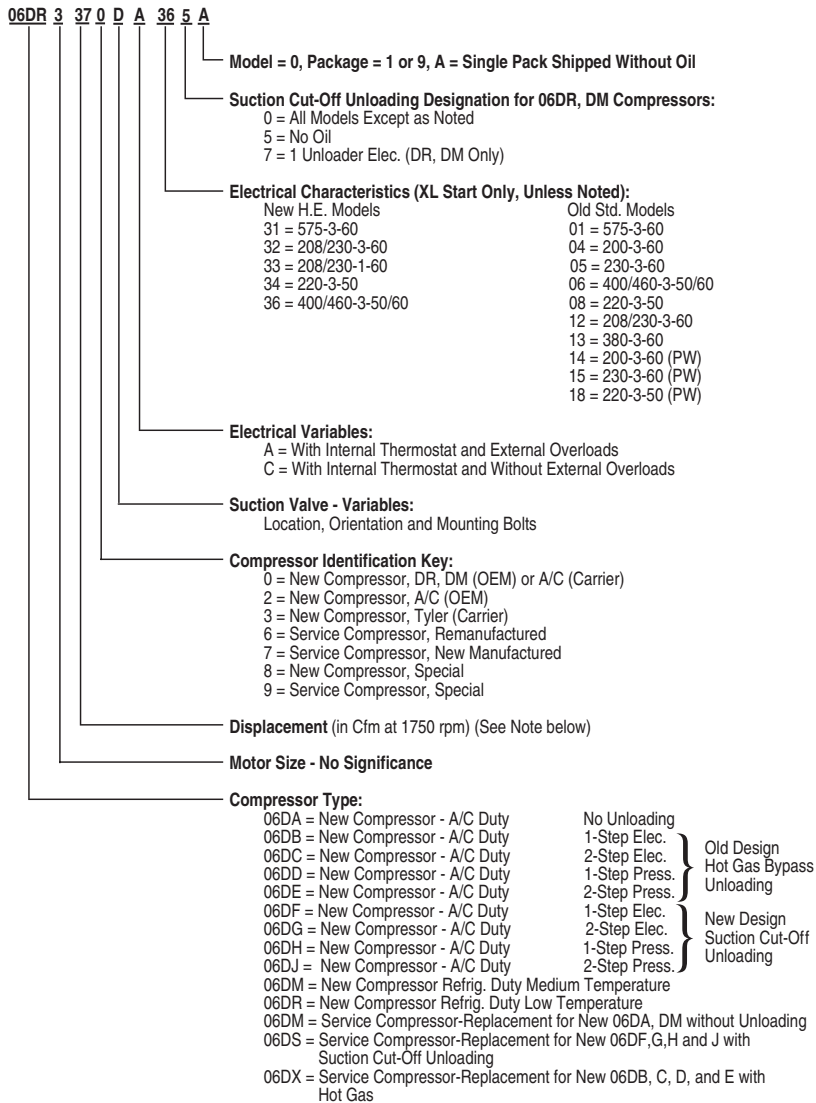 06DR 3 37 0 D A 36 5 A
Model = 0, Package = 1 or 9, A = Single Pack Shipped Without Oil
Suction Cut-Off Unloading Designation for 06DR, DM Compressors:
0 = All Models Except as Noted
5 = No Oil
7 = 1 Unloader Elec. (DR, DM Only)
Electrical Characteristics (XL Start Only, Unless Noted):
New H.E. Models
31 = 575-3-60
32 = 208/230-3-60
33 = 208/230-1-60
34 = 220-3-50
36 = 400/460-3-50/60
Old Std. Models
01 = 575-3-60
04 = 200-3-60
05 = 230-3-60
06 = 400/460-3-50/60
08 = 220-3-50
12 = 208/230-3-60
13 = 380-3-60
14 = 200-3-60 (PW)
15 = 230-3-60 (PW)
18 = 220-3-50 (PW)
Electrical Variables:
A = With Internal Thermostat and External Overloads
C = With Internal Thermostat and Without External Overloads
Suction Valve - Variables:
Location, Orientation and Mounting Bolts
Compressor Identification Key:
0 = New Compressor, DR, DM (OEM) or A/C (Carrier)
2 = New Compressor, A/C (OEM)
3 = New Compressor, Tyler (Carrier)
6 = Service Compressor, Remanufactured
7 = Service Compressor, New Manufactured
8 = New Compressor, Special
9 = Service Compressor, Special
Displacement (in Cfm at 1750 rpm) (See Note below)
Motor Size - No Significance
Compressor Type:
06DA = New Compressor - A/C Duty No Unloading
06DB = New Compressor - A/C Duty 1-Step Elec.
06DC = New Compressor - A/C Duty 2-Step Elec.
06DD = New Compressor - A/C Duty 1-Step Press.
06DE = New Compressor - A/C Duty 2-Step Press.
Old Design
Hot Gas Bypass
Unloading
06DF = New Compressor - A/C Duty 1-Step Elec.
06DG = New Compressor - A/C Duty 2-Step Elec.
06DH = New Compressor - A/C Duty 1-Step Press.
06DJ = New Compressor - A/C Duty 2-Step Press.
New Design
Suction Cut-Off
Unloading
06DM = New Compressor Refrig. Duty Medium Temperature
06DR = New Compressor Refrig. Duty Low Temperature
06DM = Service Compressor-Replacement for New 06DA, DM without Unloading
06DS = Service Compressor-Replacement for New 06DF,G,H and J with
Suction Cut-Off Unloading
06DX = Service Compressor-Replacement for New 06DB, C, D, and E with
Hot Gas